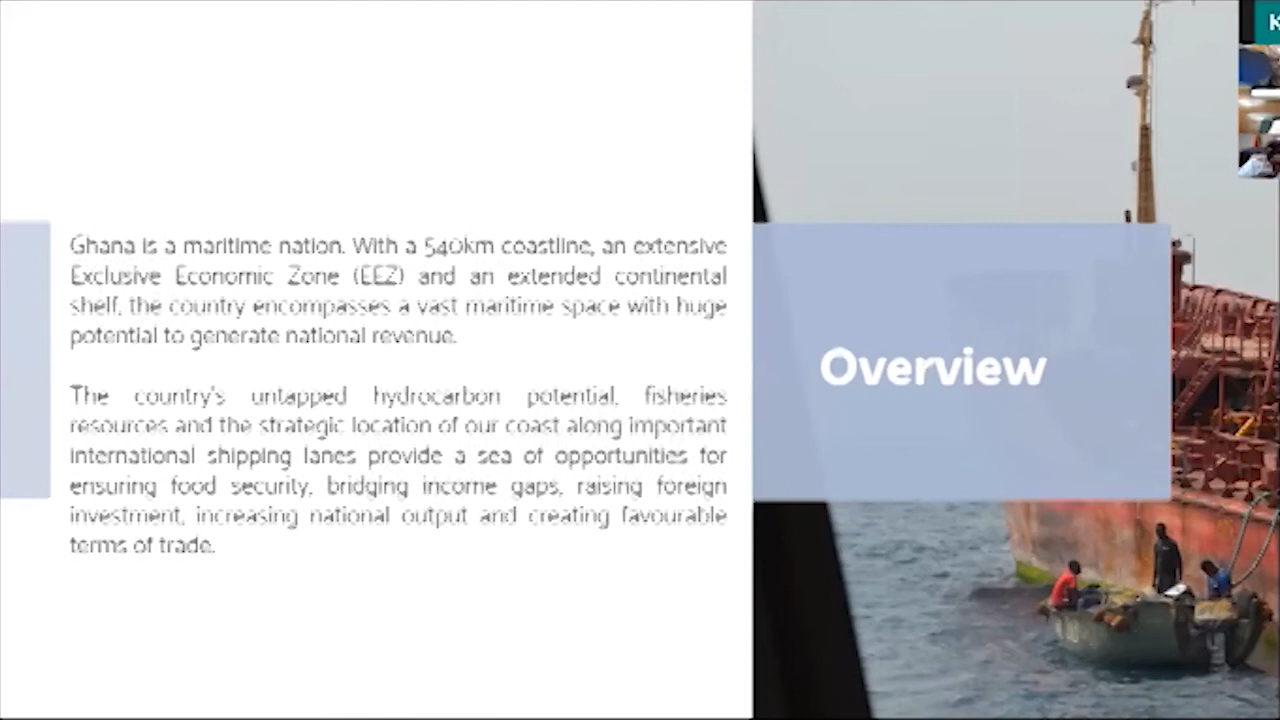 Ghana is a maritime nation. With a 540km coastline, an extensive
Exclusive Economic Zone (EEZ) and an extended continental
shelf, the country encompasses a vast maritime space with huge
potential to generate national revenue.
The country's untapped hydrocarbon potential, fisheries
resources and the strategic location of our coast along important
international shipping lanes provide a sea of opportunities for
ensuring food security, bridging income gaps, raising foreign
investment, increasing national output and creating favourable
terms of trade.
Overview
K